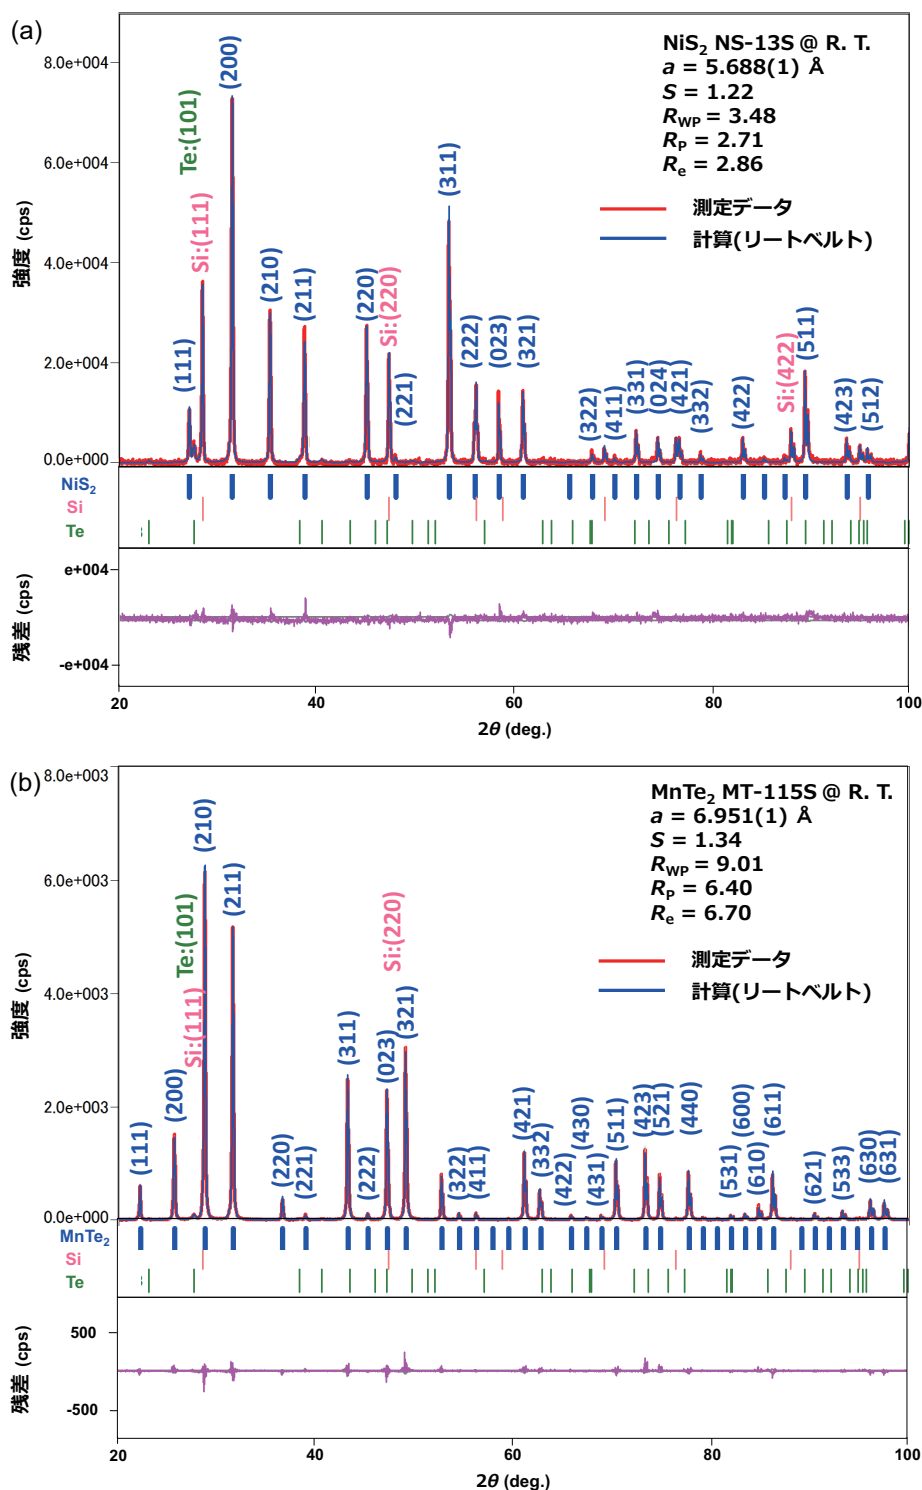 (a)
8.0e+004
6.0e+004
4.0e+004
2.0e+004
0.0e+000
強度 (cps)
NiS2 NS-13S @ R. T.
a = 5.688(1) Å
S = 1.22
RWP = 3.48
RP = 2.71
Re = 2.86
測定データ
計算(リートベルト)
(111)
Te:(101)
Si:(111)
(200)
(210)
(211)
(220)
Si:(220)
(221)
(311)
(222)
(023)
(321)
(322)
(411)
(331)
(024)
(421)
(332)
(422)
Si:(422)
(511)
(423)
(512)
NiS2
Si
Te
e+004
0
-e+004
残差 (cps)
20
40
60
80
100
2θ (deg.)
(b)
8.0e+003
6.0e+003
4.0e+003
2.0e+003
0.0e+000
強度 (cps)
MnTe2 MT-115S @ R. T.
a = 6.951(1) Å
S = 1.34
RWP = 9.01
RP = 6.40
Re = 6.70
測定データ
計算(リートベルト)
(111)
(200)
Si:(111)
Te:(101)
(210)
(211)
(220)
(221)
(311)
(222)
(023)
Si:(220)
(321)
(322)
(411)
(421)
(332)
(422)
(430)
(431)
(511)
(423)
(521)
(440)
(531)
(600)
(610)
(611)
(621)
(533)
(630)
(631)
MnTe2
Si
Te
500
0
-500
残差 (cps)
20
40
60
80
100
2θ (deg.)